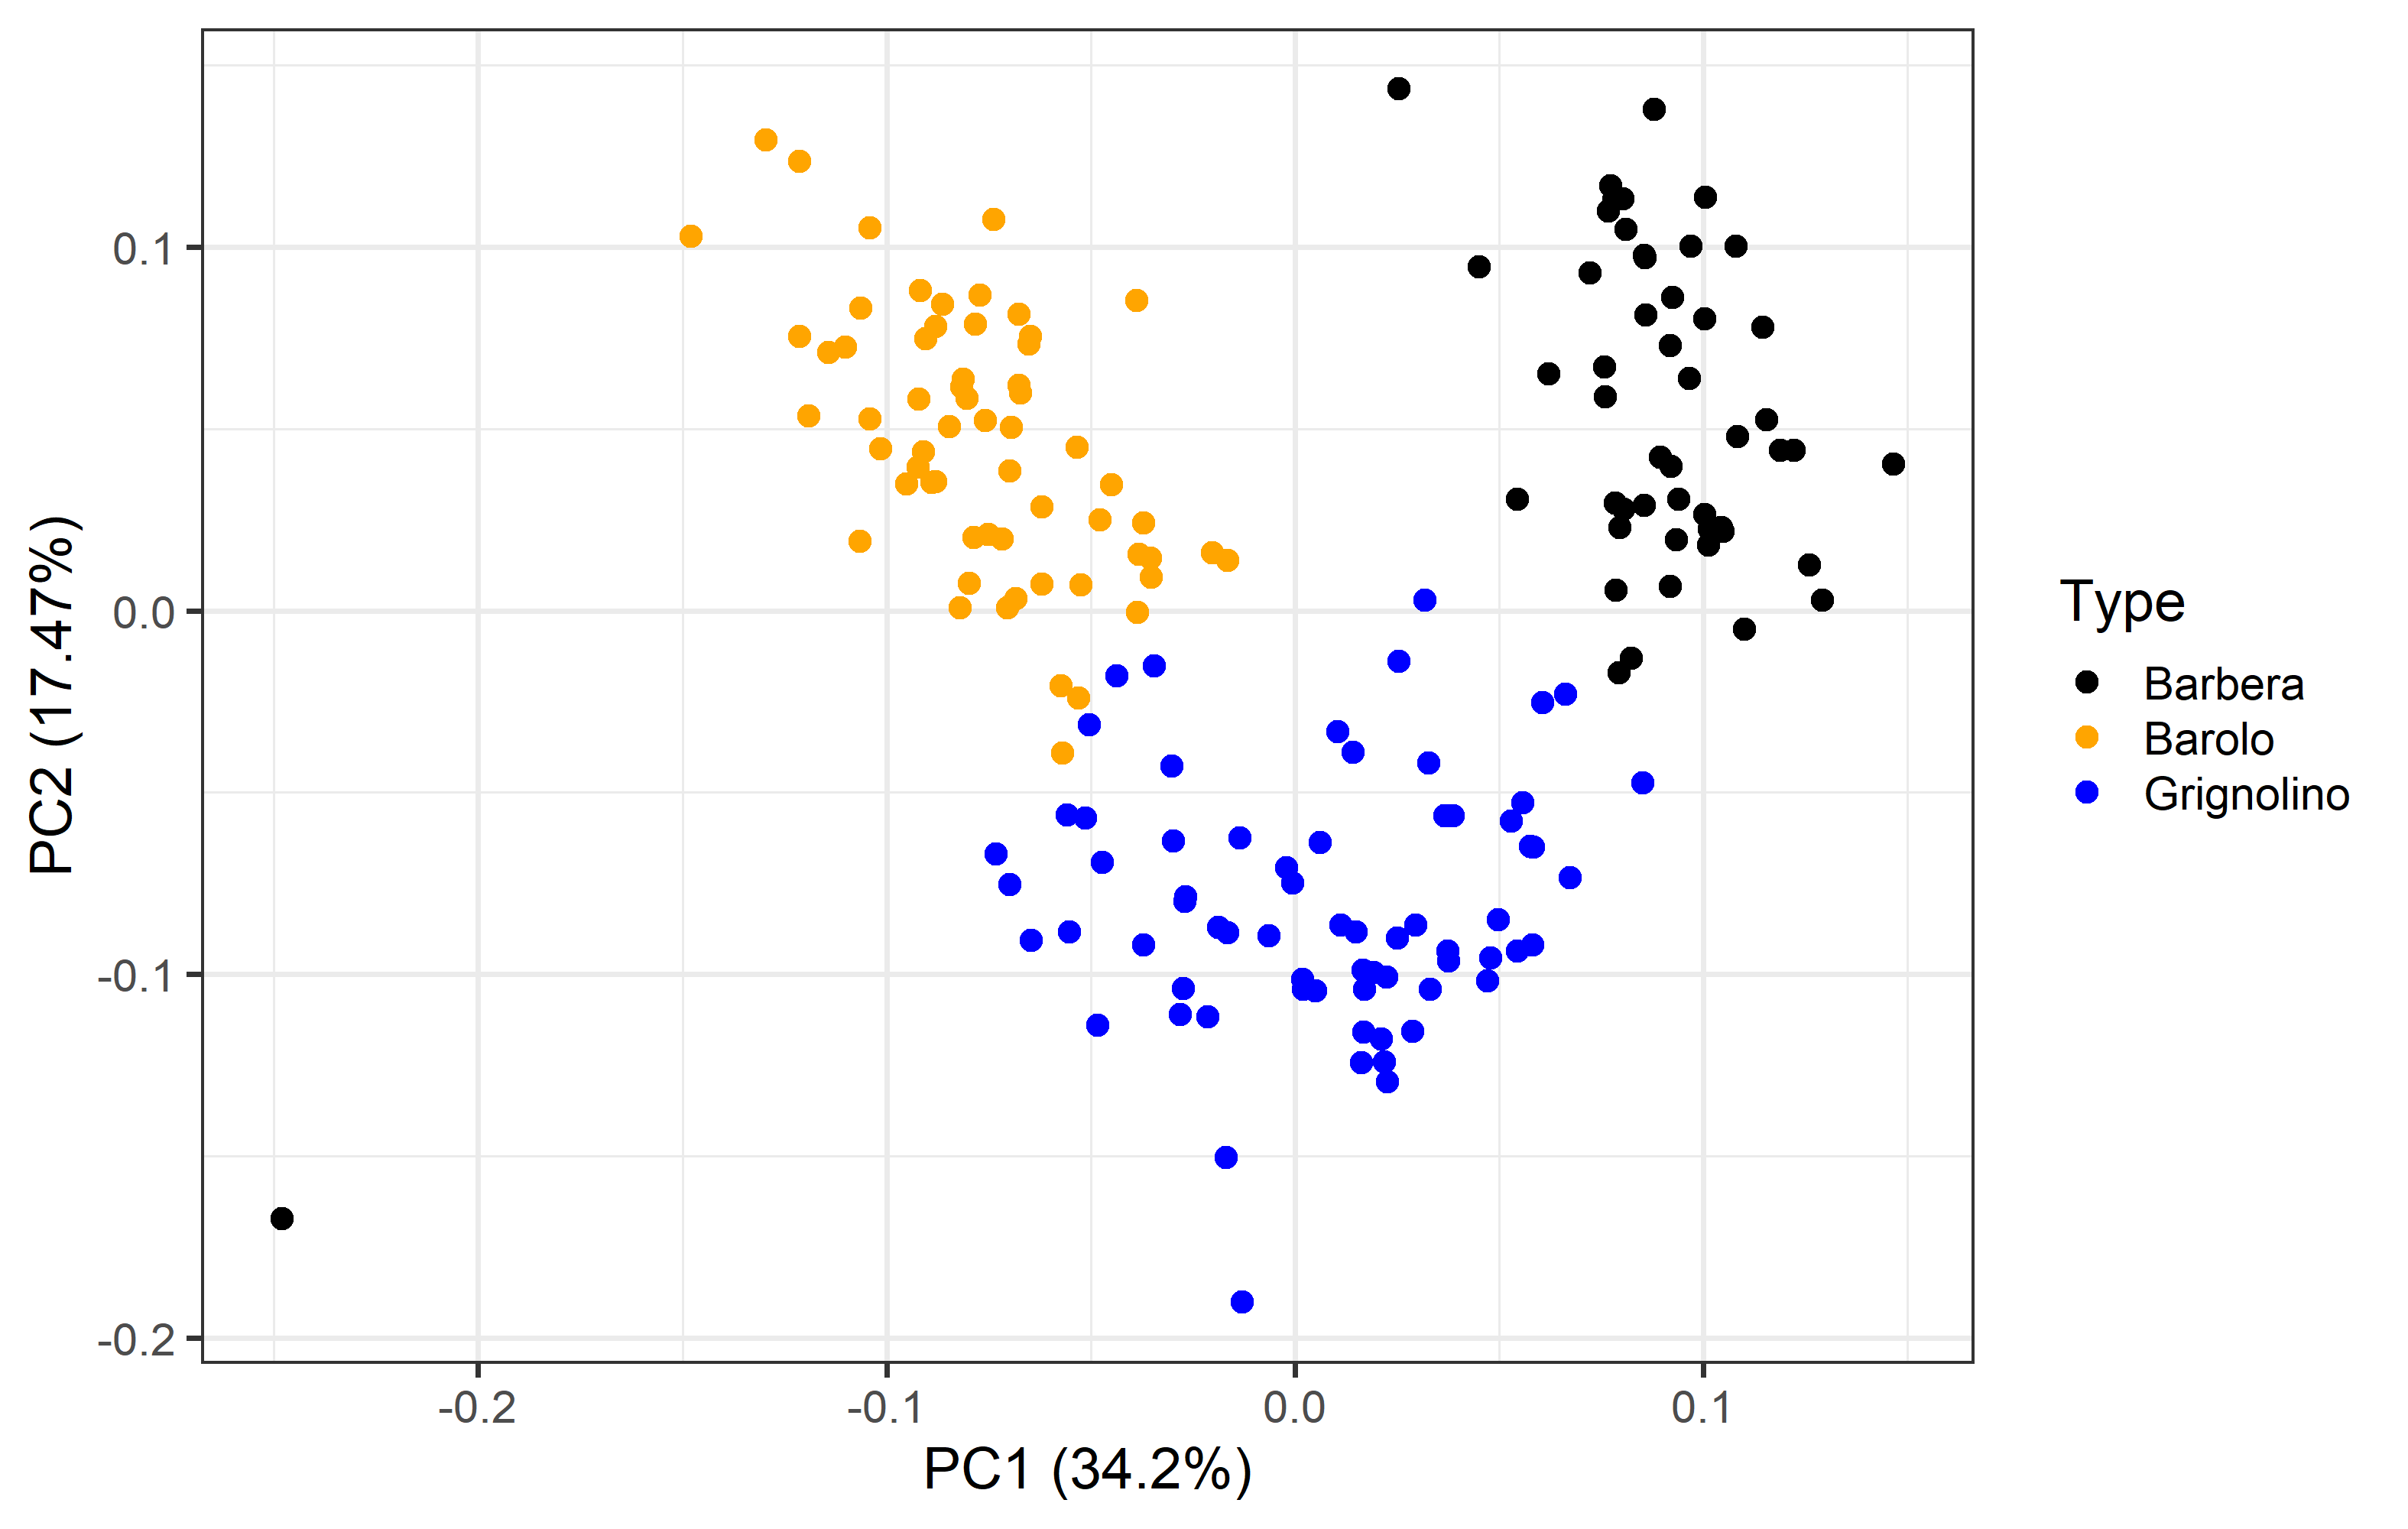 0.1
0.0
-0.1
-0.2
PC2 (17.47%)
-0.2
-0.1
0.0
0.1
PC1 (34.2%)
Type
Barbera
Barolo
Grignolino